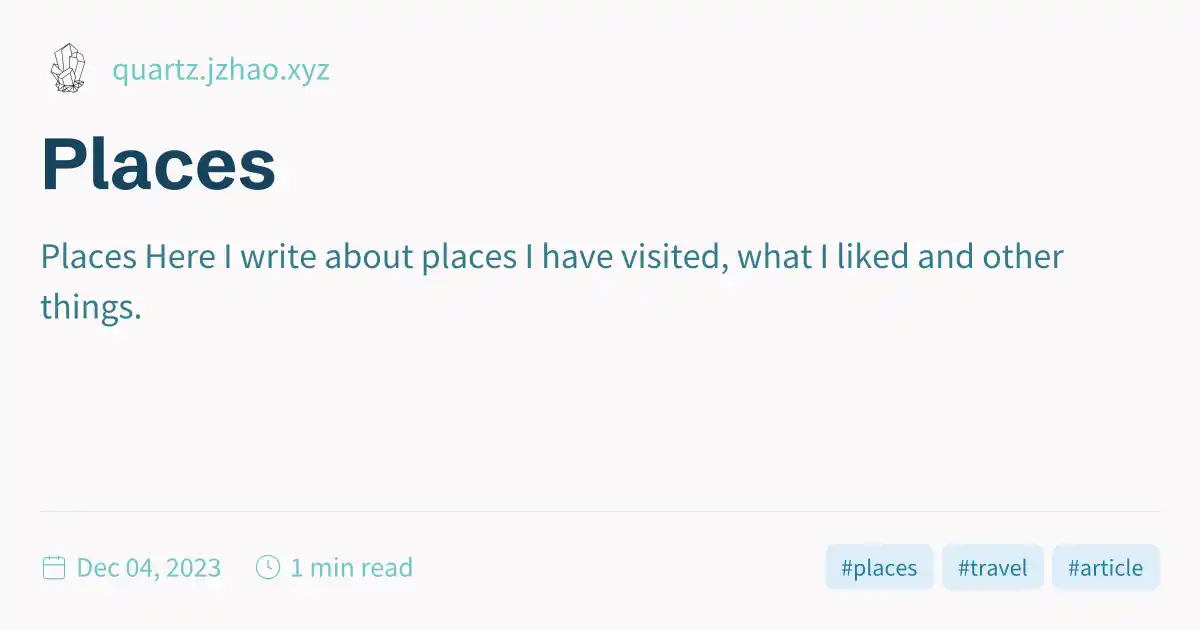 quartz.jzhao.xyz
Places
Places Here I write about places I have visited, what I liked and other
things.
Dec 04, 2023 1 min read #places #travel #article